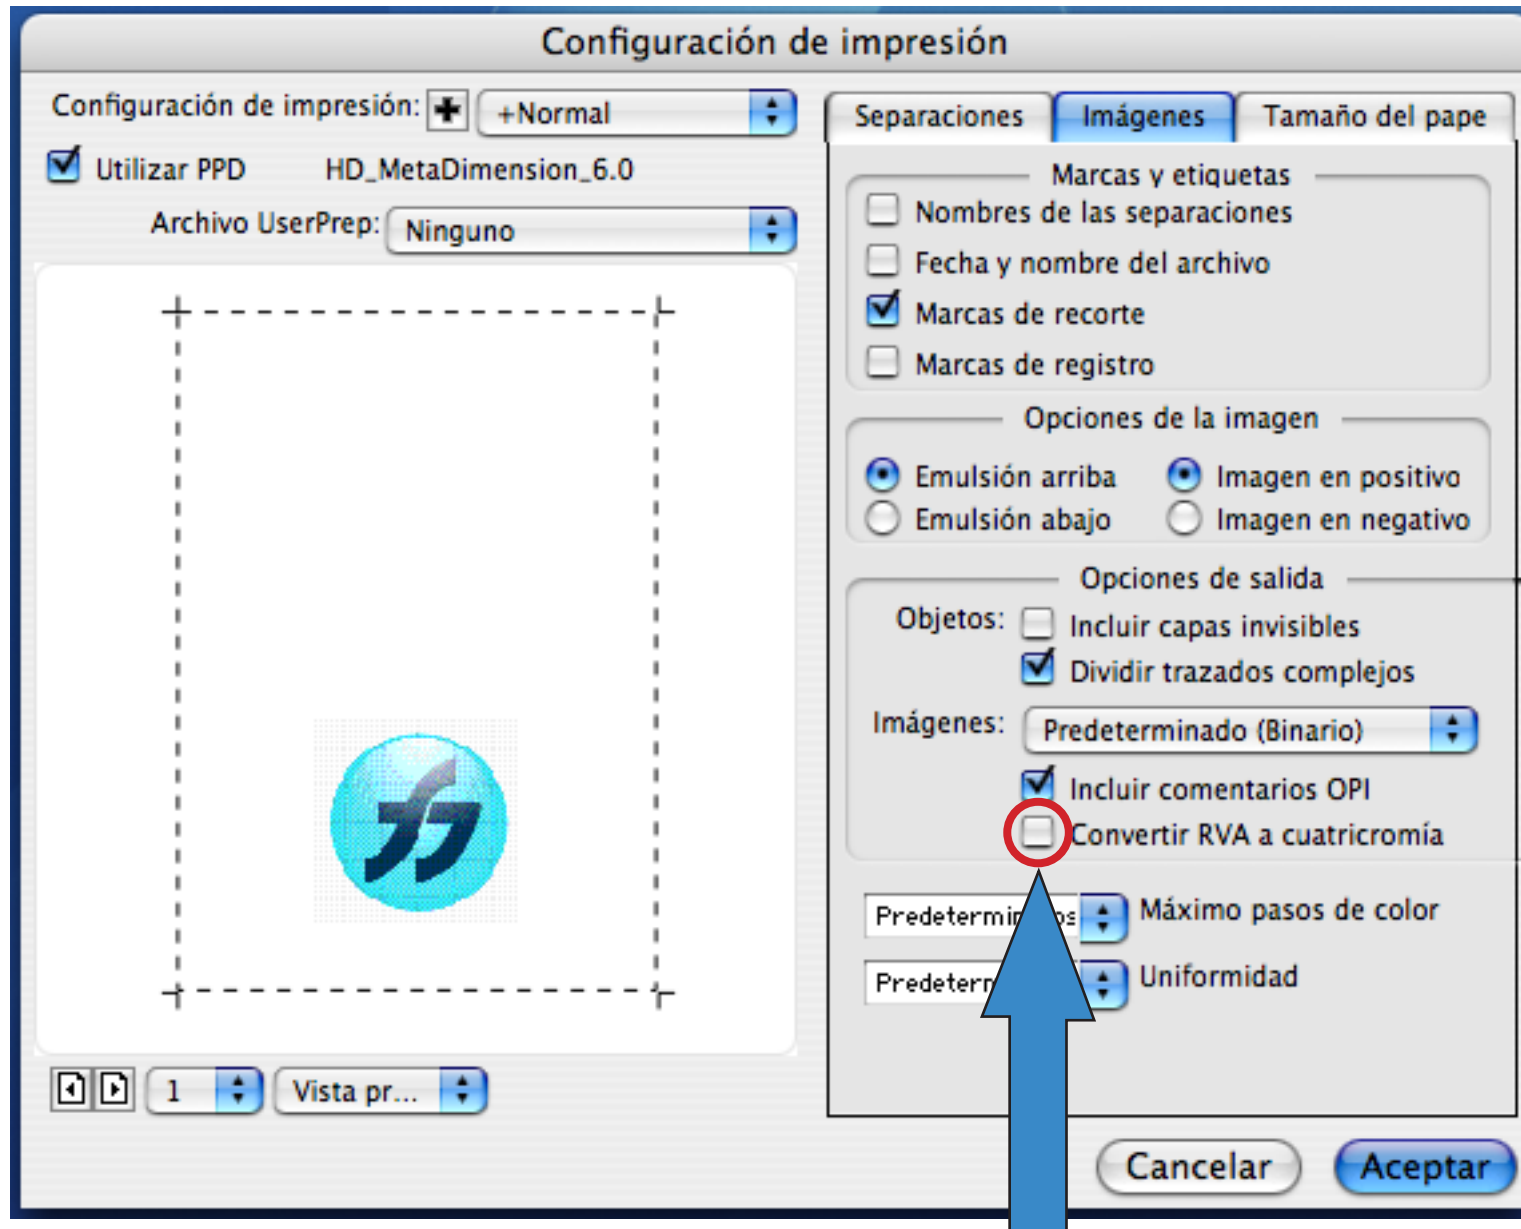 Configuración de impresión
Configuración de impresión: +Normal
Utilizar PPD HD_MetaDimension_6.0
Archivo UserPrep: Ninguno
1 Vista pr...
Separaciones Imágenes Tamaño del pape
Marcas y etiquetas
Nombres de las separaciones
Fecha y nombre del archivo
Marcas de recorte
Marcas de registro
Opciones de la imagen
Emulsión arriba Imagen en positivo
Emulsión abajo Imagen en negativo
Opciones de salida
Objetos: Incluir capas invisibles
Dividir trazados complejos
Imágenes: Predeterminado (Binario)
Incluir comentarios OPI
Convertir RVA a cuatricromía
Máximo pasos de color
Uniformidad
Cancelar Aceptar